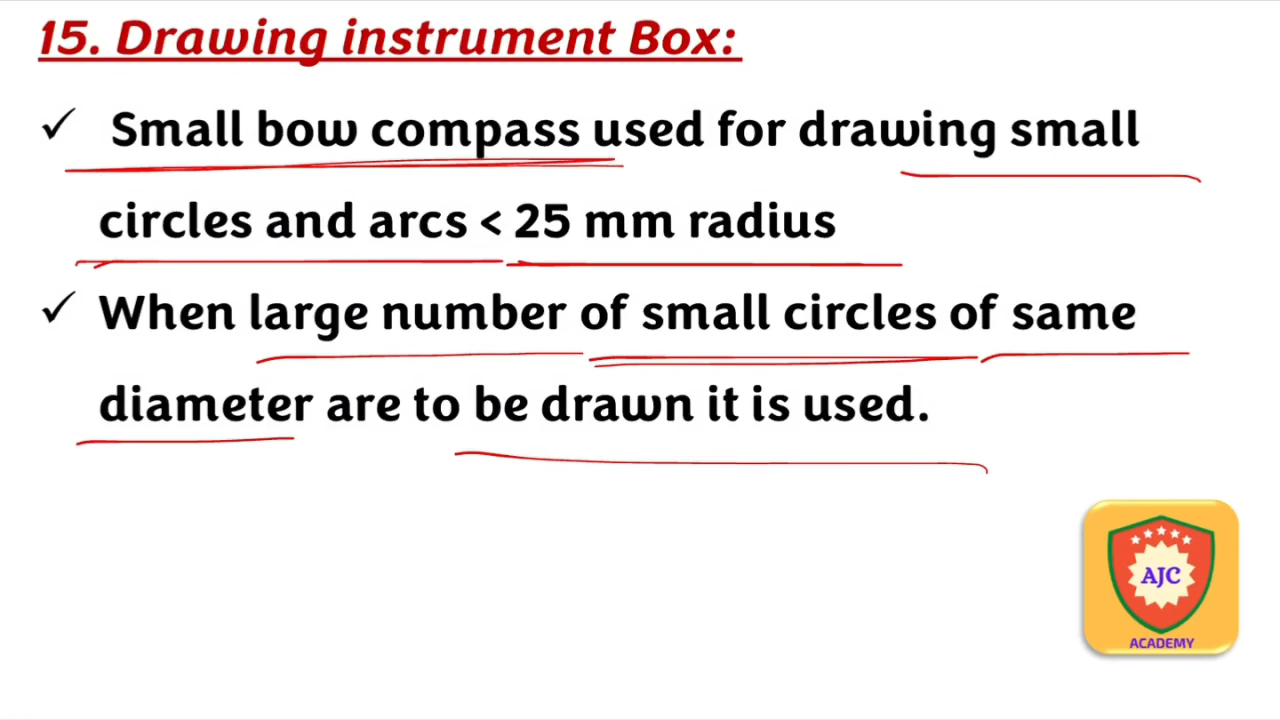 15. Drawing instrument Box:
✓ Small bow compass used for drawing small
circles and arcs < 25 mm radius
✓ When large number of small circles of same
diameter are to be drawn it is used.
AJC
ACADEMY